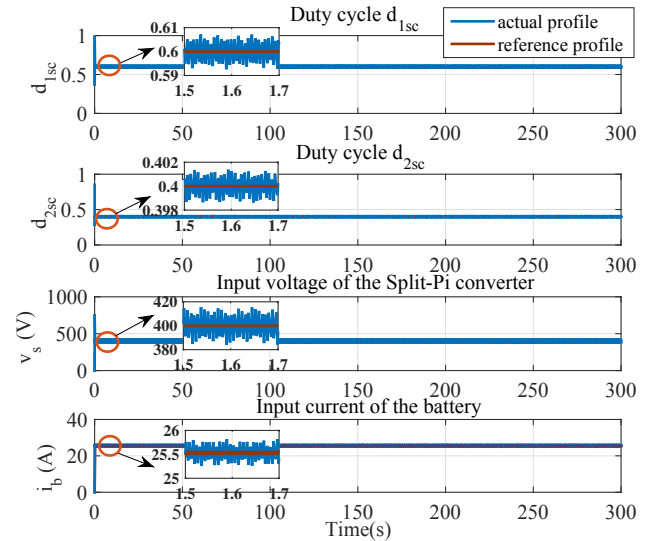 Duty cycle d1sc
actual profile
reference profile
d1sc
1
0.5
0
0.61
0.6
0.59
1.5 1.6 1.7
0 50 100 150 200 250 300
Duty cycle d2sc
d2sc
1
0.5
0
0.402
0.4
0.398
1.5 1.6 1.7
0 50 100 150 200 250 300
Input voltage of the Split-Pi converter
vs (V)
1000
500
0
420
400
380
1.5 1.6 1.7
0 50 100 150 200 250 300
Input current of the battery
ib (A)
40
20
0
26
25.5
25
1.5 1.6 1.7
0 50 100 150 200 250 300
Time(s)